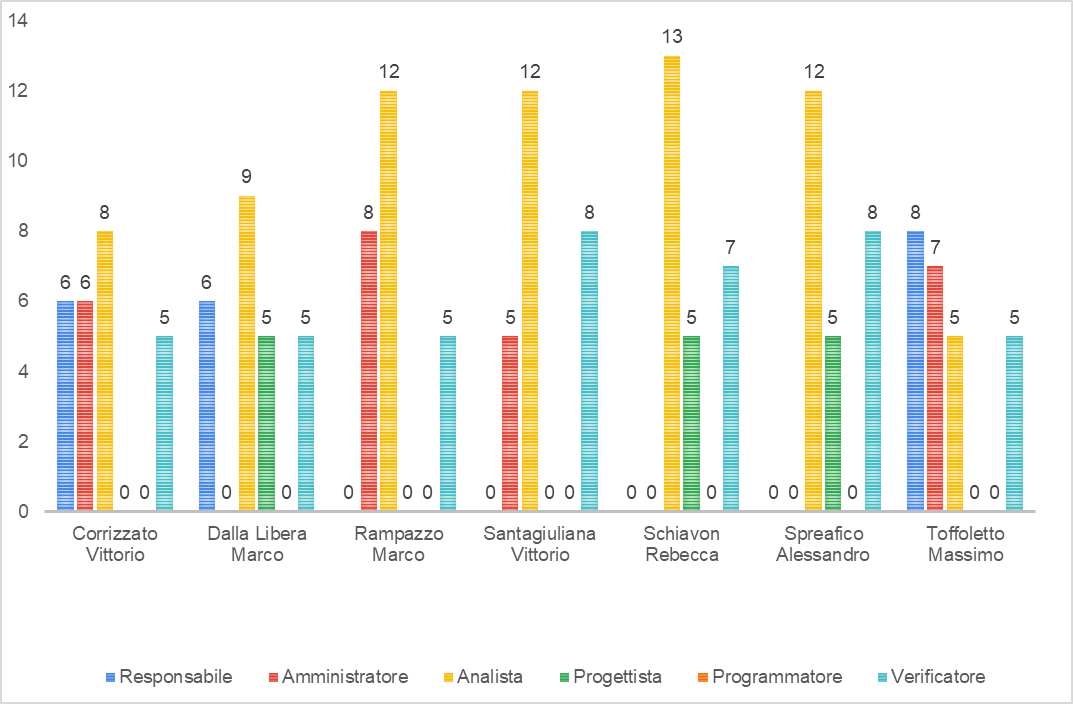 14
12
10
8
6
4
2
0
6 6 8 0 0 5
6 0 9 5 0 5
0 8 12 0 0 5
0 5 12 0 0 8
0 0 13 5 0 7
0 0 12 5 0 8
8 7 5 0 0 5
Corrizzato
Vittorio
Dalla Libera
Marco
Rampazzo
Marco
Santagiuliana
Vittorio
Schiavon
Rebecca
Spreafico
Alessandro
Toffoletto
Massimo
Responsabile Amministratore Analista Progettista Programmatore Verificatore